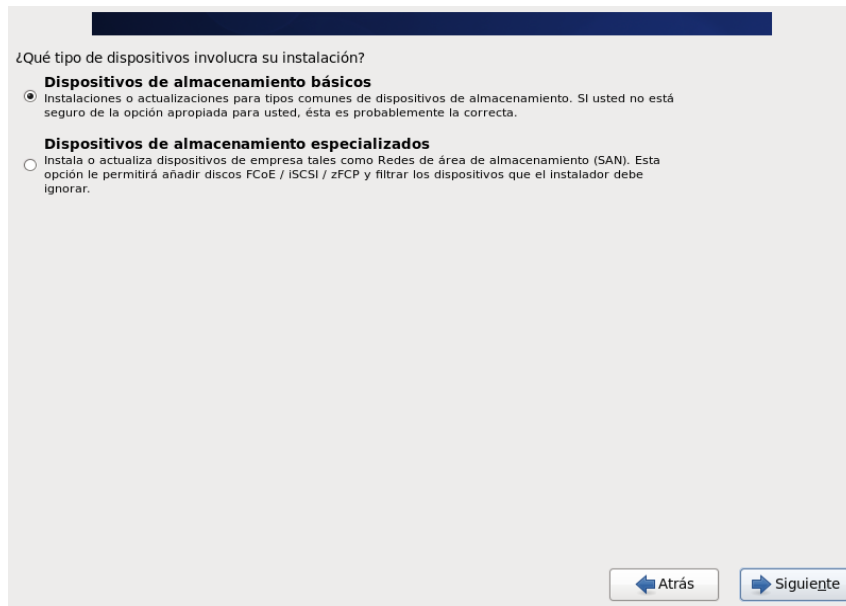 ¿Qué tipo de dispositivos involucra su instalación?
Dispositivos de almacenamiento básicos
Instalaciones o actualizaciones para tipos comunes de dispositivos de almacenamiento. SI usted no está
seguro de la opción apropiada para usted, ésta es probablemente la correcta.
Dispositivos de almacenamiento especializados
Instala o actualiza dispositivos de empresa tales como Redes de área de almacenamiento (SAN). Esta
opción le permitirá añadir discos FCoE / iSCSI / zFCP y filtrar los dispositivos que el instalador debe
ignorar.
Atrás
Siguiente